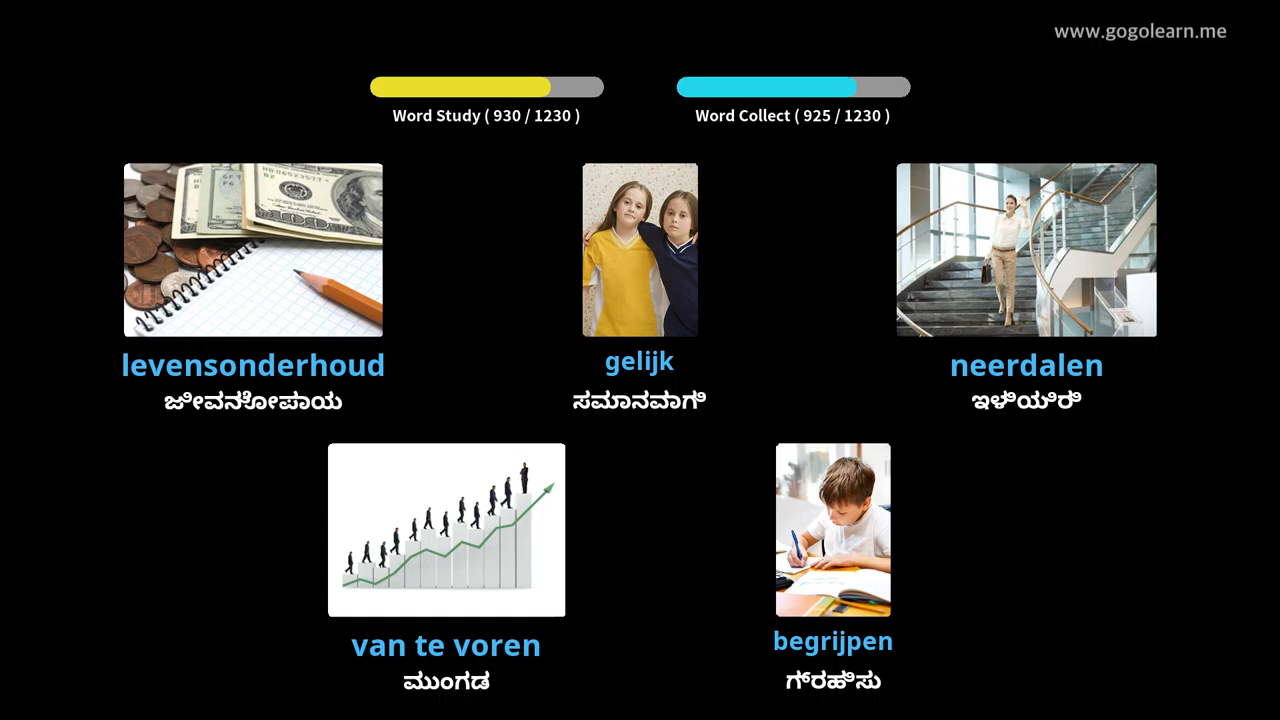 www.gogolearn.me
Word Study ( 930 / 1230 )
Word Collect ( 925 / 1230 )
levensonderhoud
ಜೀವನೋಪಾಯ
gelijk
ಸಮಾನವಾಗಿ
neerdalen
ಇಳಿಯಿರಿ
van te voren
ಮುಂಗಡ
begrijpen
ಗ್ರಹಿಸು